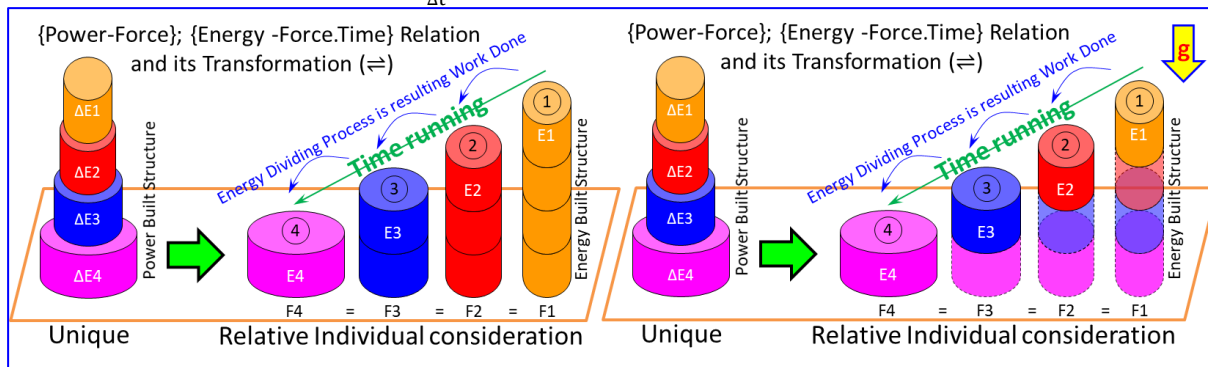 Δt
{Power-Force}; {Energy -Force.Time} Relation
and its Transformation (⇌)
ΔE1
ΔE2
ΔE3
ΔE4
Power Built Structure
Energy Dividing Process is resulting Work Done
Time running
1
E1
2
E2
3
E3
4
E4
Energy Built Structure
F4 = F3 = F2 = F1
Unique
Relative Individual consideration
{Power-Force}; {Energy -Force.Time} Relation
and its Transformation (⇌)
g
ΔE1
ΔE2
ΔE3
ΔE4
Power Built Structure
Energy Dividing Process is resulting Work Done
Time running
1
E1
2
E2
3
E3
4
E4
Energy Built Structure
F4 = F3 = F2 = F1
Unique
Relative Individual consideration